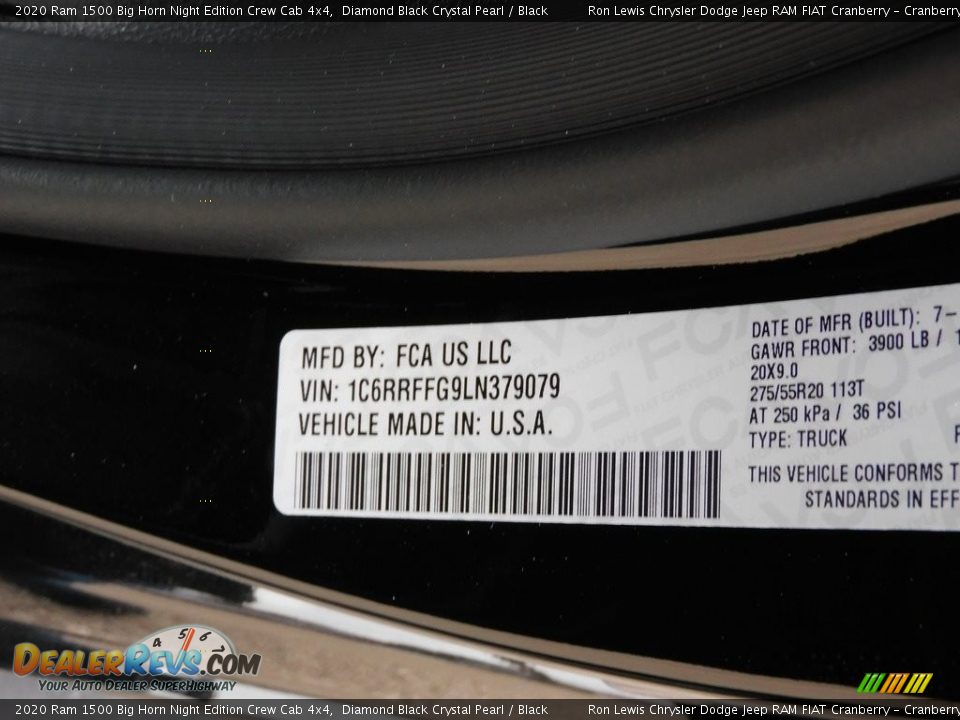 2020 Ram 1500 Big Horn Night Edition Crew Cab 4x4, Diamond Black Crystal Pearl / Black Ron Lewis Chrysler Dodge Jeep RAM FIAT Cranberry – Cranberry
MFD BY: FCA US LLC
VIN: 1C6RRFFG9LN379079
VEHICLE MADE IN: U.S.A.
DATE OF MFR (BUILT): 7-
GAWR FRONT: 3900 LB /
20X9.0
275/55R20 113T
AT 250 kPa / 36 PSI
TYPE: TRUCK
THIS VEHICLE CONFORMS T
STANDARDS IN EFF
4 5 6
DEALERREVS.COM
YOUR AUTO DEALER SUPERHIGHWAY
2020 Ram 1500 Big Horn Night Edition Crew Cab 4x4, Diamond Black Crystal Pearl / Black Ron Lewis Chrysler Dodge Jeep RAM FIAT Cranberry – Cranberry